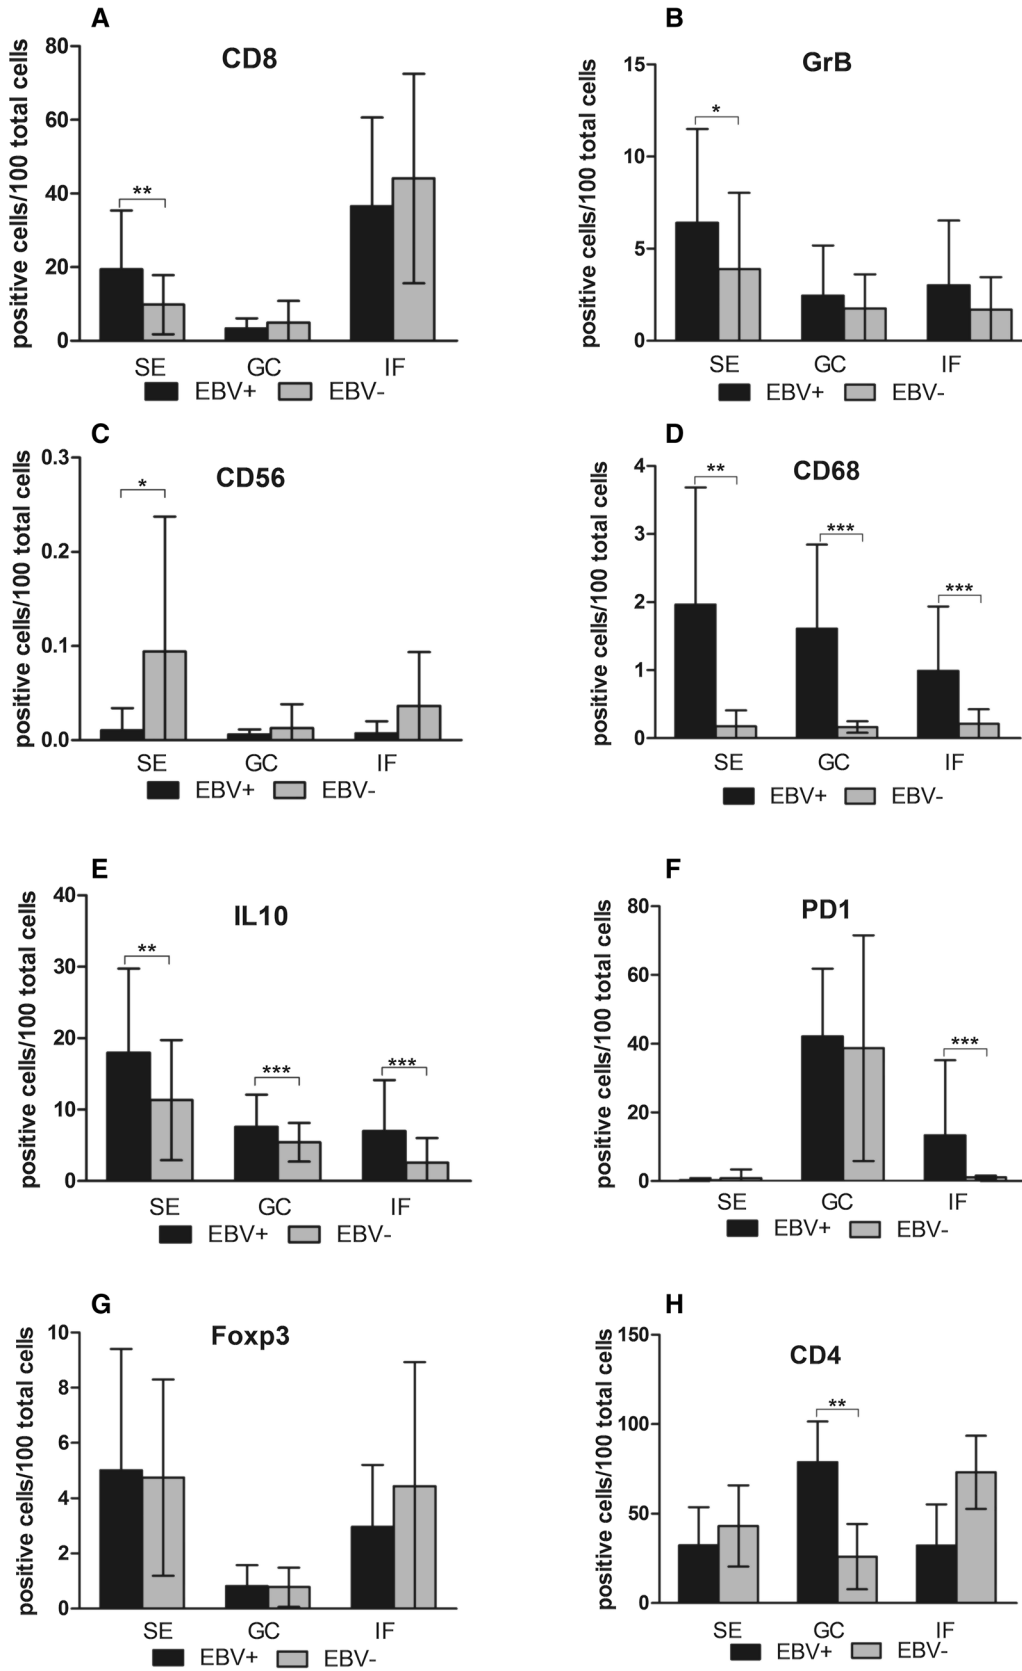 A
CD8
positive cells/100 total cells
80
60
40
20
0
**
SE GC IF
EBV+ EBV-
B
GrB
positive cells/100 total cells
15
10
5
0
*
SE GC IF
EBV+ EBV-
C
CD56
positive cells/100 total cells
0.3
0.2
0.1
0.0
*
SE GC IF
EBV+ EBV-
D
CD68
positive cells/100 total cells
4
3
2
1
0
**
***
***
SE GC IF
EBV+ EBV-
E
IL10
positive cells/100 total cells
40
30
20
10
0
**
***
***
SE GC IF
EBV+ EBV-
F
PD1
positive cells/100 total cells
80
60
40
20
0
***
SE GC IF
EBV+ EBV-
G
Foxp3
positive cells/100 total cells
10
8
6
4
2
0
SE GC IF
EBV+ EBV-
H
CD4
positive cells/100 total cells
150
100
50
0
**
SE GC IF
EBV+ EBV-